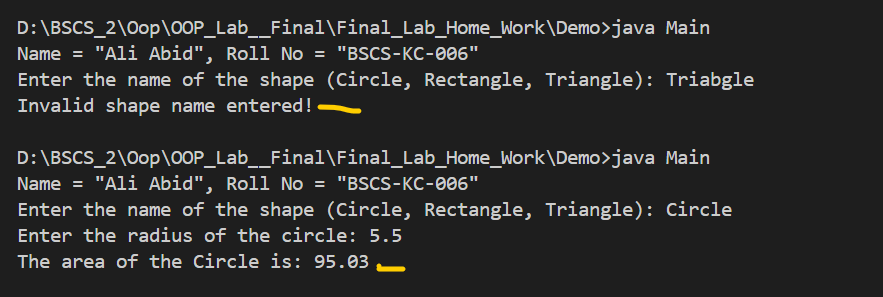 D:\BSCS_2\Oop\OOP_Lab__Final\Final_Lab_Home_Work\Demo>java Main
Name = "Ali Abid", Roll No = "BSCS-KC-006"
Enter the name of the shape (Circle, Rectangle, Triangle): Triabgle
Invalid shape name entered!
D:\BSCS_2\Oop\OOP_Lab__Final\Final_Lab_Home_Work\Demo>java Main
Name = "Ali Abid", Roll No = "BSCS-KC-006"
Enter the name of the shape (Circle, Rectangle, Triangle): Circle
Enter the radius of the circle: 5.5
The area of the Circle is: 95.03